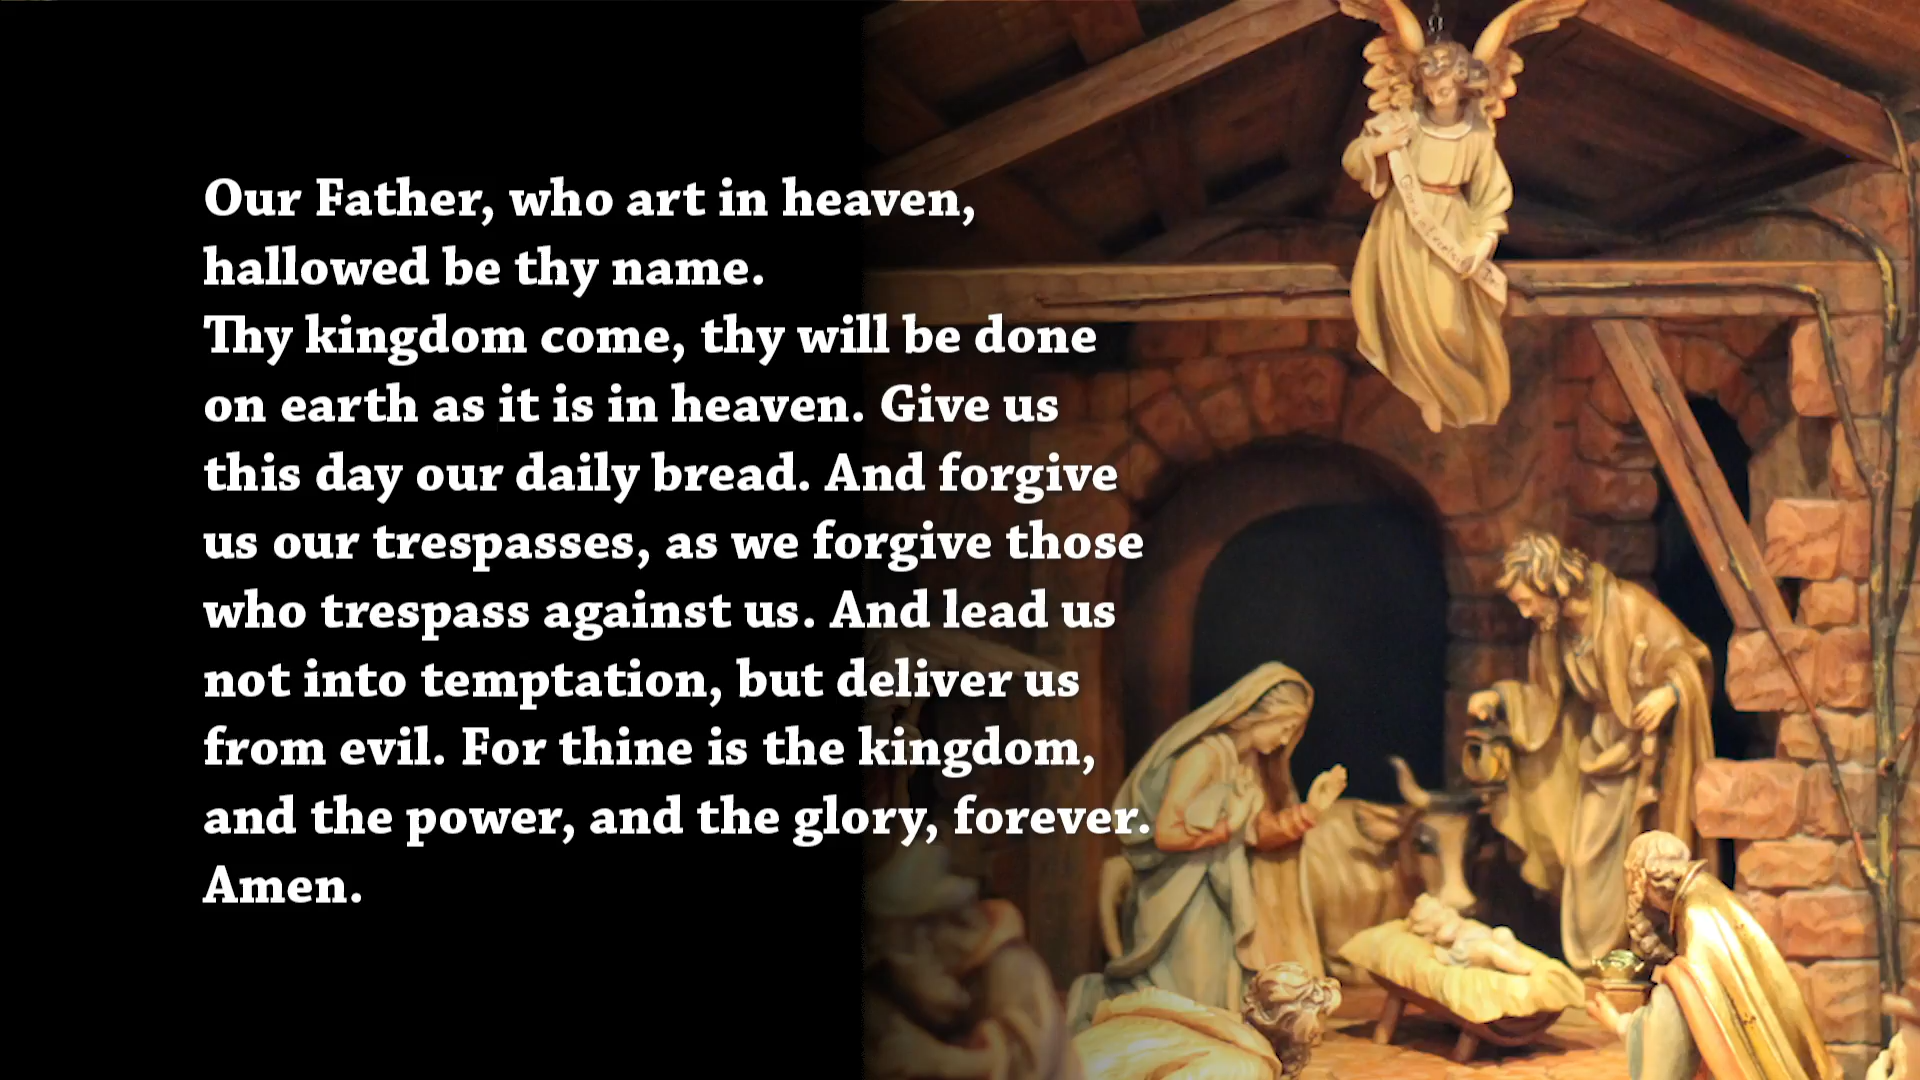 Our Father, who art in heaven,
hallowed be thy name.
Thy kingdom come, thy will be done
on earth as it is in heaven. Give us
this day our daily bread. And forgive
us our trespasses, as we forgive those
who trespass against us. And lead us
not into temptation, but deliver us
from evil. For thine is the kingdom,
and the power, and the glory, forever.
Amen.